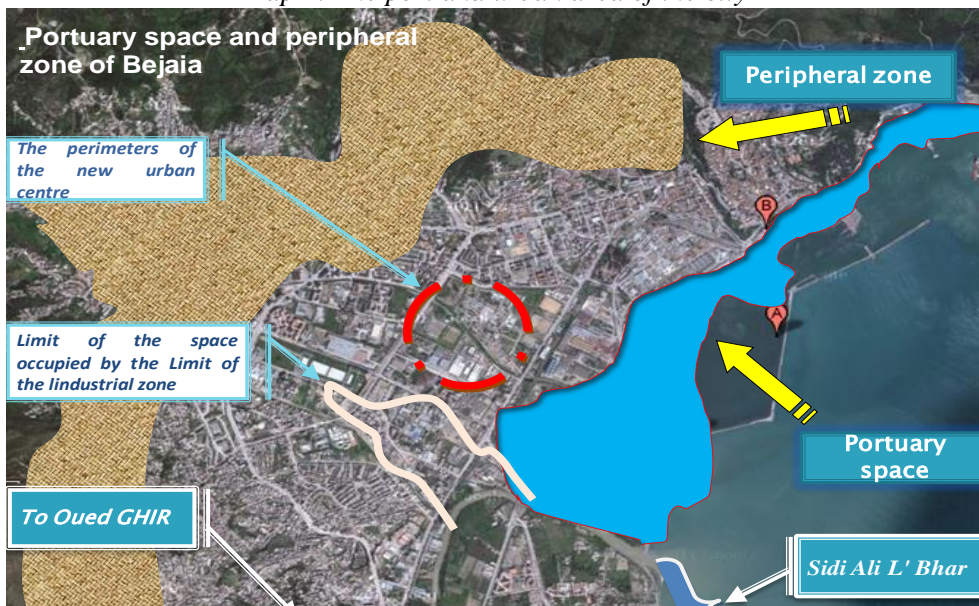 Portuary space and peripheral
zone of Bejaia
Peripheral zone
The perimeters of
the new urban
centre
B
A
Limit of the space
occupied by the Limit of
the lindustrial zone
Portuary
space
To Oued GHIR
Sidi Ali L' Bhar